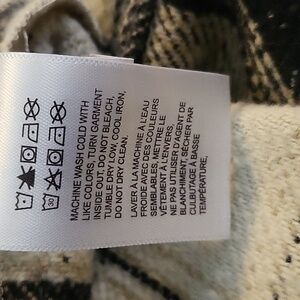 MACHINE WASH COLD WITH
LIKE COLORS, TURN GARMENT
INSIDE OUT, DO NOT BLEACH,
TUMBLE DRY LOW, COOL IRON,
DO NOT DRY CLEAN.
LAVER À LA MACHINE À L'EAU
FROIDE AVEC DES COULEURS
SEMBLABLES, METTRE LE
VÊTEMENT À L'ENVERS,
NE PAS UTILISER D'AGENT DE
BLANCHIMENT, SÉCHER PAR
CULBUTAGE À BASSE
TEMPÉRATURE,